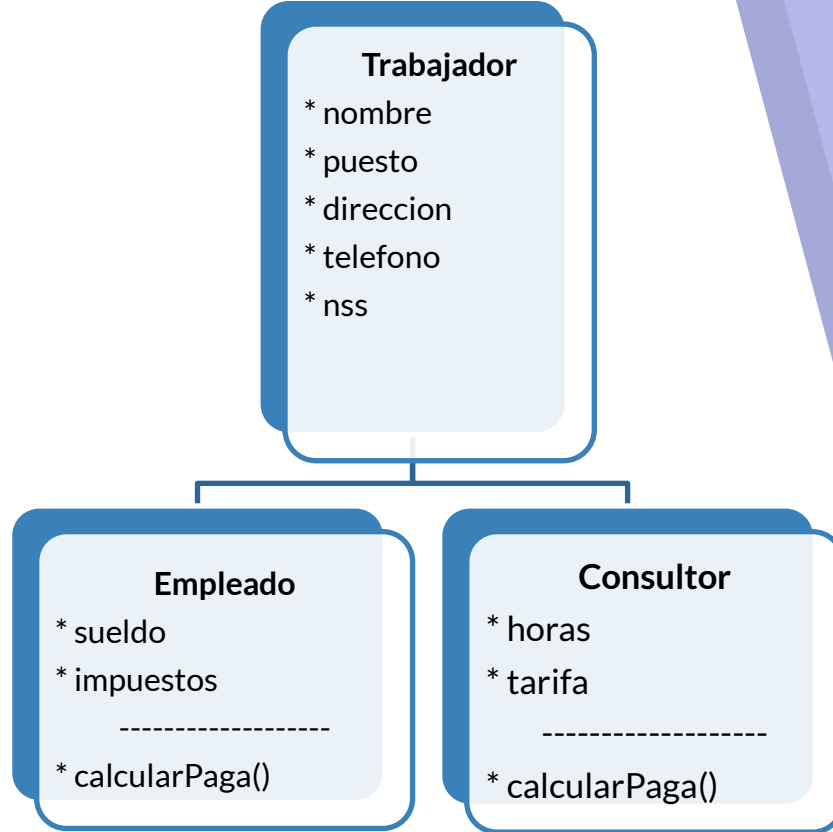 Trabajador
* nombre
* puesto
* direccion
* telefono
* nss
Empleado
* sueldo
* impuestos
-------------------
* calcularPaga()
Consultor
* horas
* tarifa
-------------------
* calcularPaga()